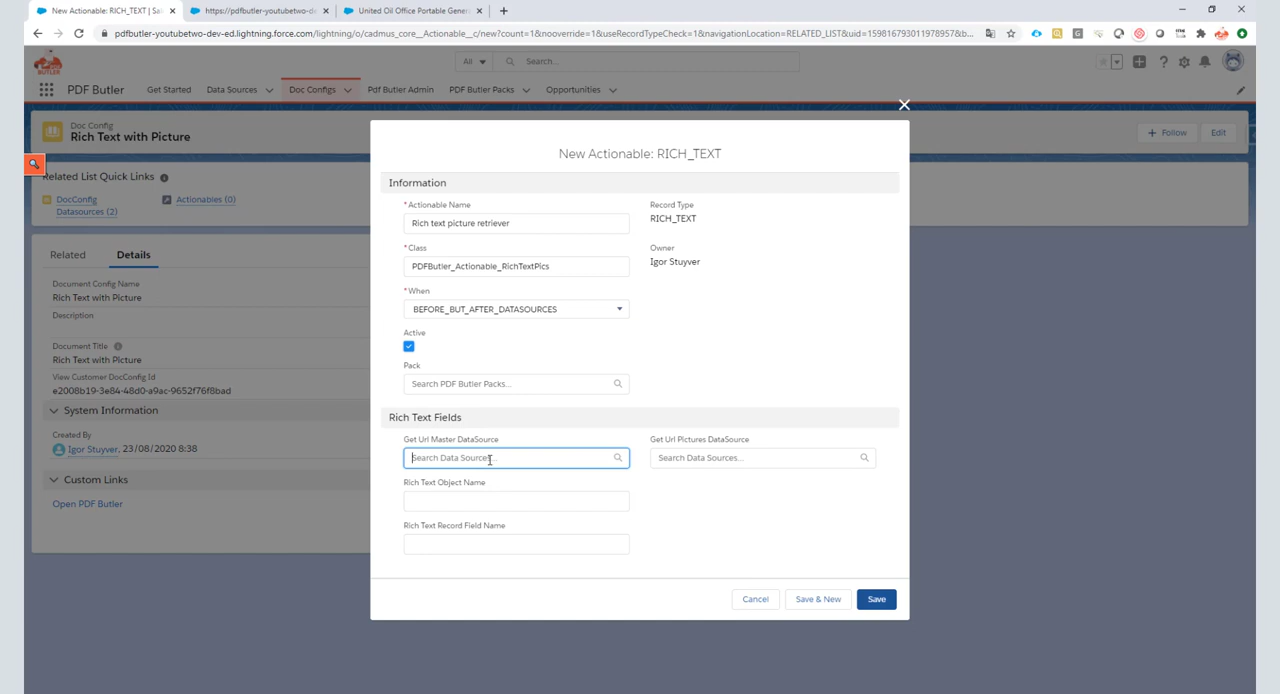 New Actionable: RICH_TEXT | Sal
https://pdfbutler-youtubetwo-de
United Oil Office Portable Gener
pdfbutler-youtubetwo-dev-ed.lightning.force.com/lightning/o/cadmus_core__Actionable__c/new?count=1&nooverride=1&useRecordTypeCheck=1&navigationLocation=RELATED_LIST&uid=159816793011978957&b...
BUTLER
All
Search...
PDF Butler
Get Started
Data Sources
Doc Configs
Pdf Butler Admin
PDF Butler Packs
Opportunities
Doc Config
Rich Text with Picture
Follow
Edit
Related List Quick Links
DocConfig
Datasources (2)
Actionables (0)
Related
Details
Document Config Name
Rich Text with Picture
Description
Document Title
Rich Text with Picture
View Customer DocConfig Id
e2008b19-3e84-48d0-a9ac-9652f76f8bad
System Information
Created By
Igor Stuyver, 23/08/2020 8:38
Custom Links
Open PDF Butler
New Actionable: RICH_TEXT
Information
*Actionable Name
Rich text picture retriever
Record Type
RICH_TEXT
*Class
PDFButler_Actionable_RichTextPics
Owner
Igor Stuyver
*When
BEFORE_BUT_AFTER_DATASOURCES
Active
Pack
Search PDF Butler Packs...
Rich Text Fields
Get Url Master DataSource
Search Data Sources...
Get Url Pictures DataSource
Search Data Sources...
Rich Text Object Name
Rich Text Record Field Name
Cancel
Save & New
Save